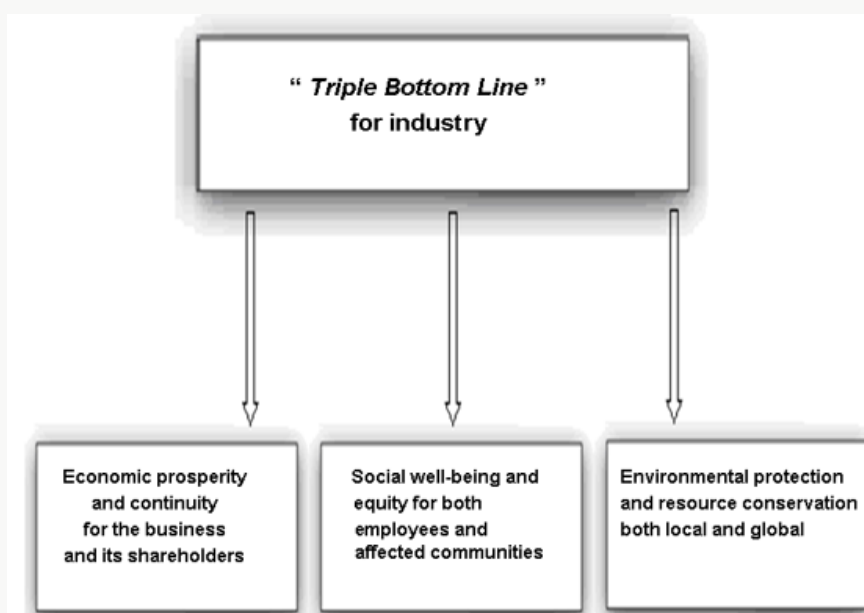 “ Triple Bottom Line ”
for industry
Economic prosperity
and continuity
for the business
and its shareholders
Social well-being and
equity for both
employees and
affected communities
Environmental protection
and resource conservation
both local and global